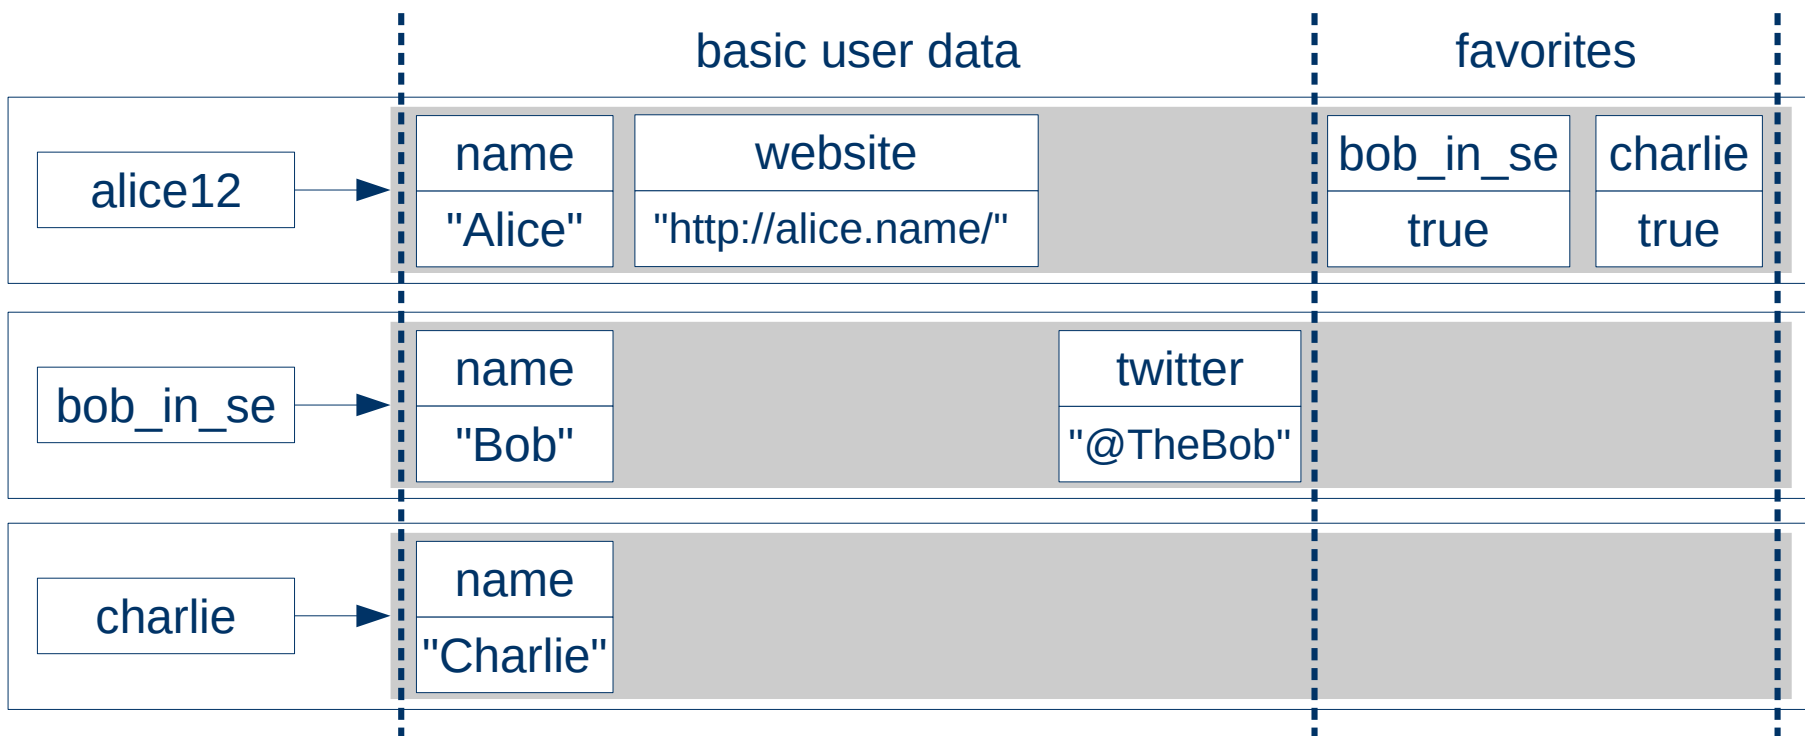 basic user data
favorites
alice12
name
"Alice"
website
"http://alice.name/"
bob_in_se
true
charlie
true
bob_in_se
name
"Bob"
twitter
"@TheBob"
charlie
name
"Charlie"